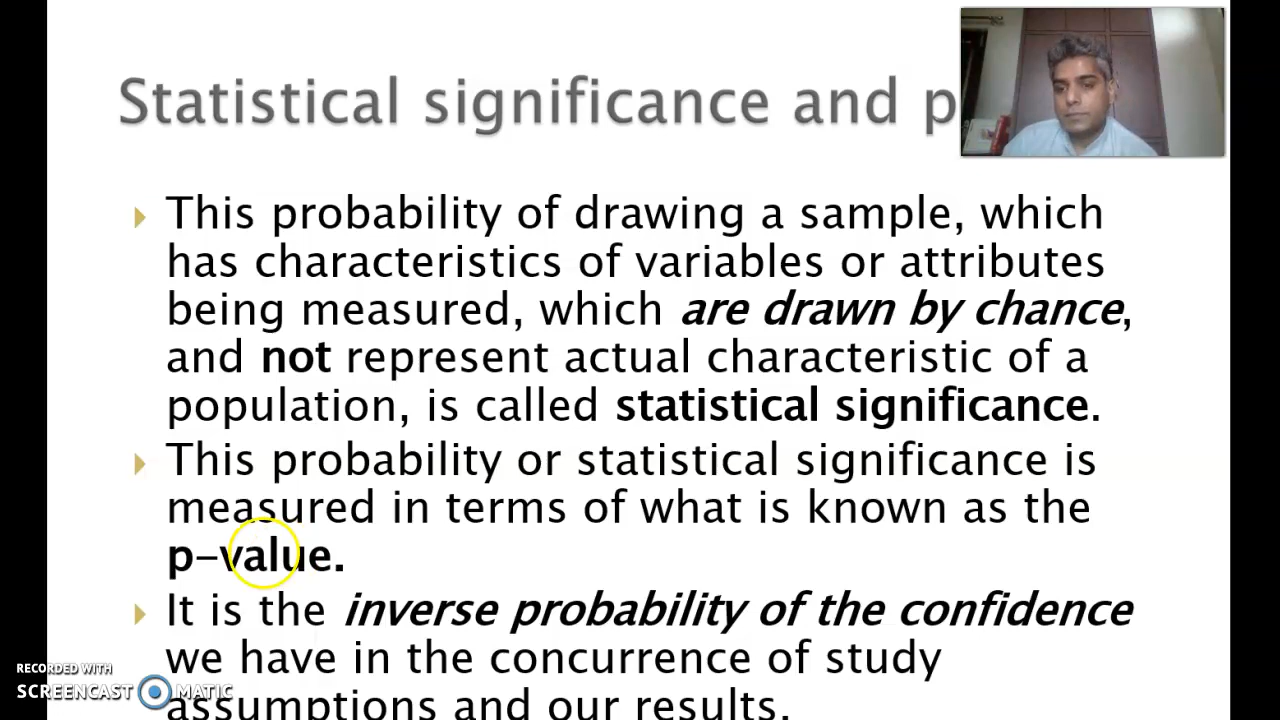 Statistical significance and p
This probability of drawing a sample, which
has characteristics of variables or attributes
being measured, which are drawn by chance,
and not represent actual characteristic of a
population, is called statistical significance.
This probability or statistical significance is
measured in terms of what is known as the
p-value.
It is the inverse probability of the confidence
we have in the concurrence of study
assumptions and our results.
RECORDED WITH
SCREENCAST MATIC